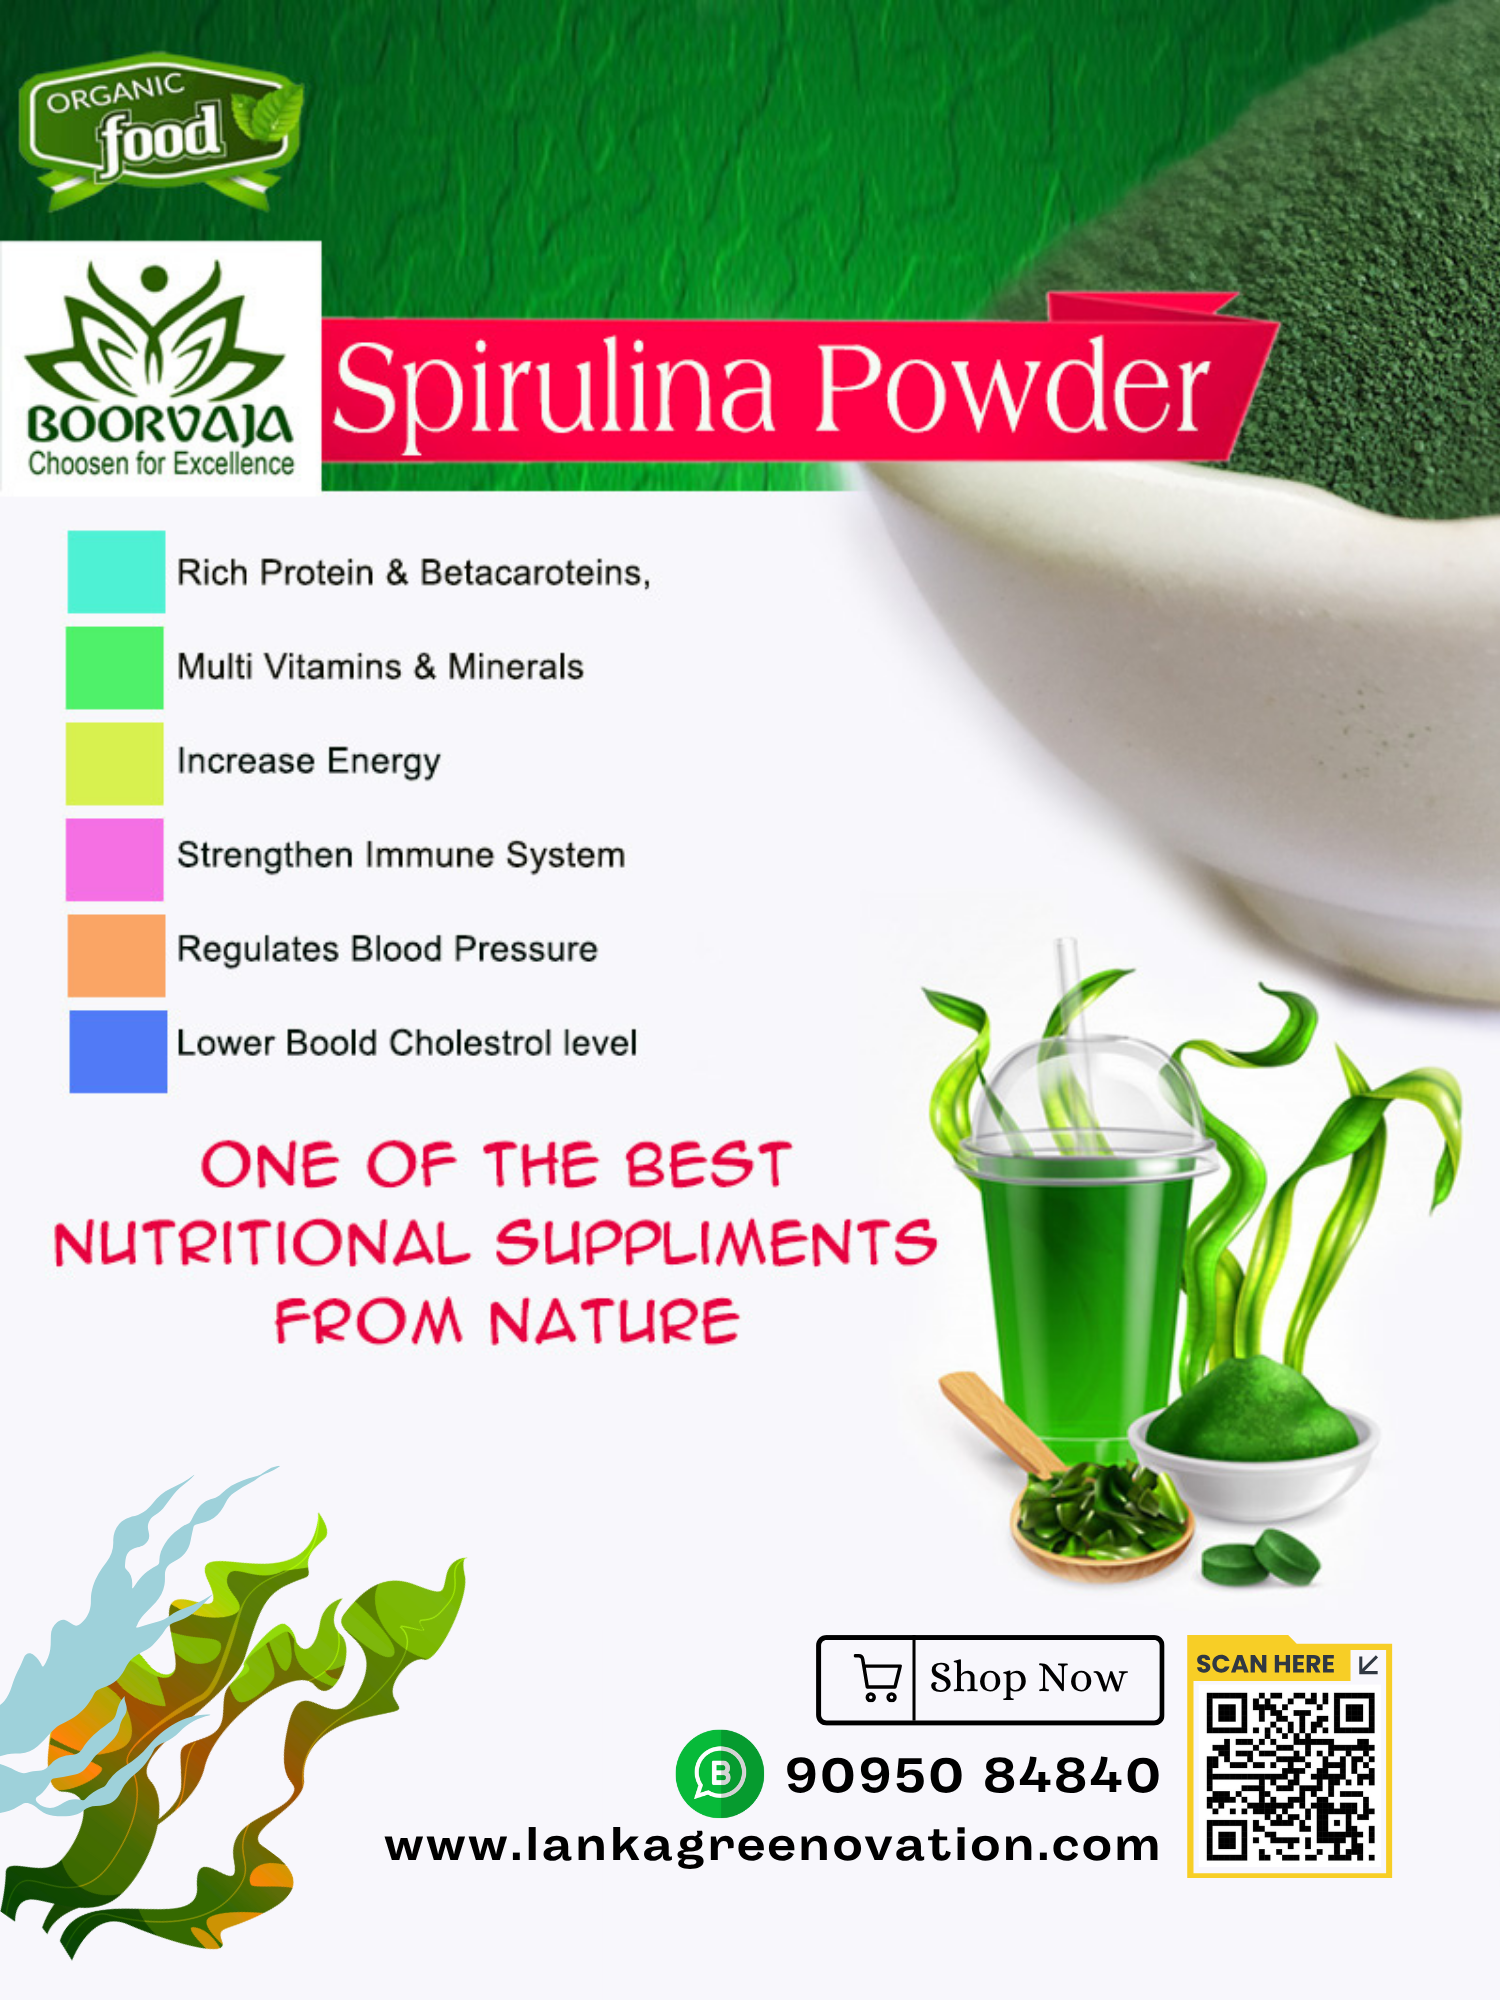 ORGANIC
food
BOORVAJA
Choosen for Excellence
Spirulina Powder
Rich Protein & Betacaroteins,
Multi Vitamins & Minerals
Increase Energy
Strengthen Immune System
Regulates Blood Pressure
Lower Boold Cholestrol level
ONE OF THE BEST
NUTRITIONAL SUPPLIMENTS
FROM NATURE
Shop Now
SCAN HERE
B
90950 84840
www.lankagreenovation.com